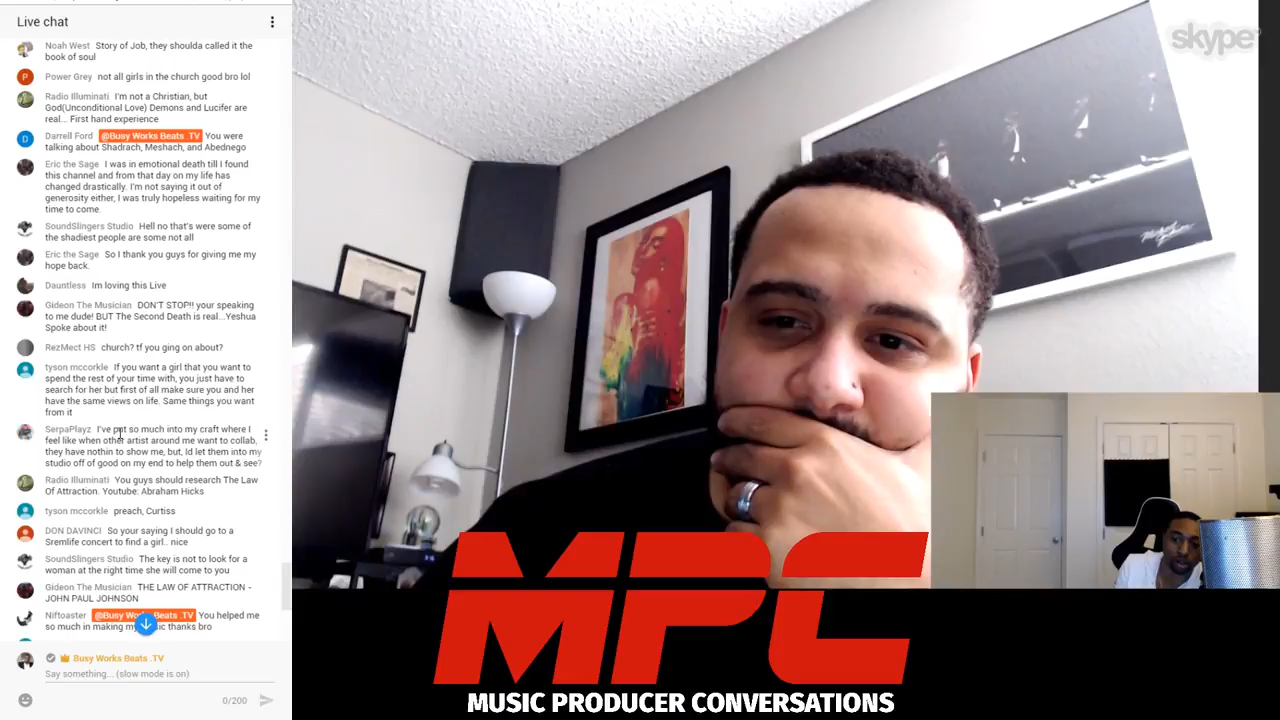 Live chat
Noah West Story of Job, they shoulda called it the
book of soul
P
Power Grey not all girls in the church good bro lol
Radio Illuminati I'm not a Christian, but
God(Unconditional Love) Demons and Lucifer are
real... First hand experience
D
Darrell Ford @Busy Works Beats .TV You were
talking about Shadrach, Meshach, and Abednego
Eric the Sage I was in emotional death till I found
this channel and from that day on my life has
changed drastically. I'm not saying it out of
generosity either, I was truly hopeless waiting for my
time to come.
SoundSlingers Studio Hell no that's were some of
the shadiest people are some not all
Eric the Sage So I thank you guys for giving me my
hope back.
Dauntless Im loving this Live
Gideon The Musician DON'T STOP!! your speaking
to me dude! BUT The Second Death is real...Yeshua
Spoke about it!
RezMect HS church? tf you ging on about?
tyson mccorkle If you want a girl that you want to
spend the rest of your time with, you just have to
search for her but first of all make sure you and her
have the same views on life. Same things you want
from it
SerpaPlayz I've put so much into my craft where I
feel like when other artist around me want to collab,
they have nothin to show me, but, Id let them into my
studio off of good on my end to help them out & see?
Radio Illuminati You guys should research The Law
Of Attraction. Youtube: Abraham Hicks
tyson mccorkle preach, Curtiss
DON DAVINCI So your saying I should go to a
Sremlife concert to find a girl.. nice
SoundSlingers Studio The key is not to look for a
woman at the right time she will come to you
Gideon The Musician THE LAW OF ATTRACTION -
JOHN PAUL JOHNSON
Niftoaster @Busy Works Beats .TV You helped me
so much in making my music thanks bro
Busy Works Beats .TV
Say something... (slow mode is on)
0/200
skype
MPC
MUSIC PRODUCER CONVERSATIONS